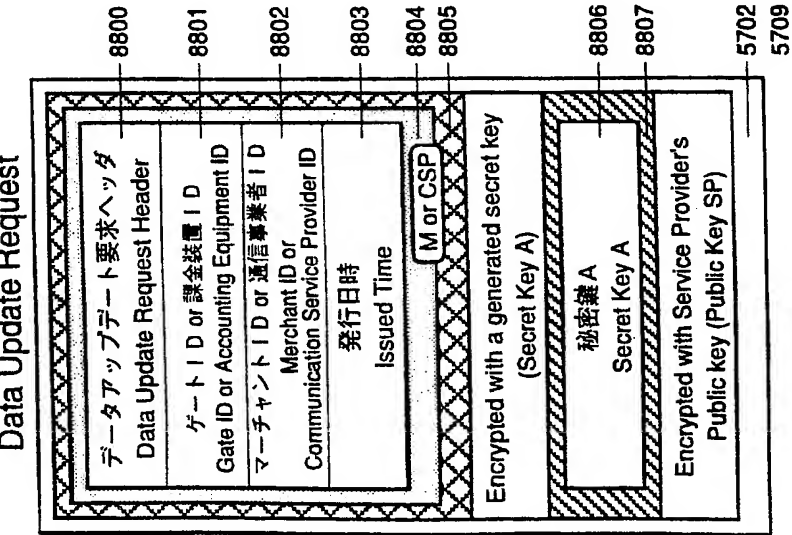 Data Update Request
データアップデート要求ヘッダ
Data Update Request Header
8800
ゲートID or 課金装置ID
Gate ID or Accounting Equipment ID
8801
マーチャントID or 通信事業者ID
Merchant ID or
Communication Service Provider ID
8802
発行日時
Issued Time
8803
8804
M or CSP
8805
Encrypted with a generated secret key
(Secret Key A)
秘密鍵 A
Secret Key A
8806
8807
Encrypted with Service Provider's
Public key (Public Key SP)
5702
5709